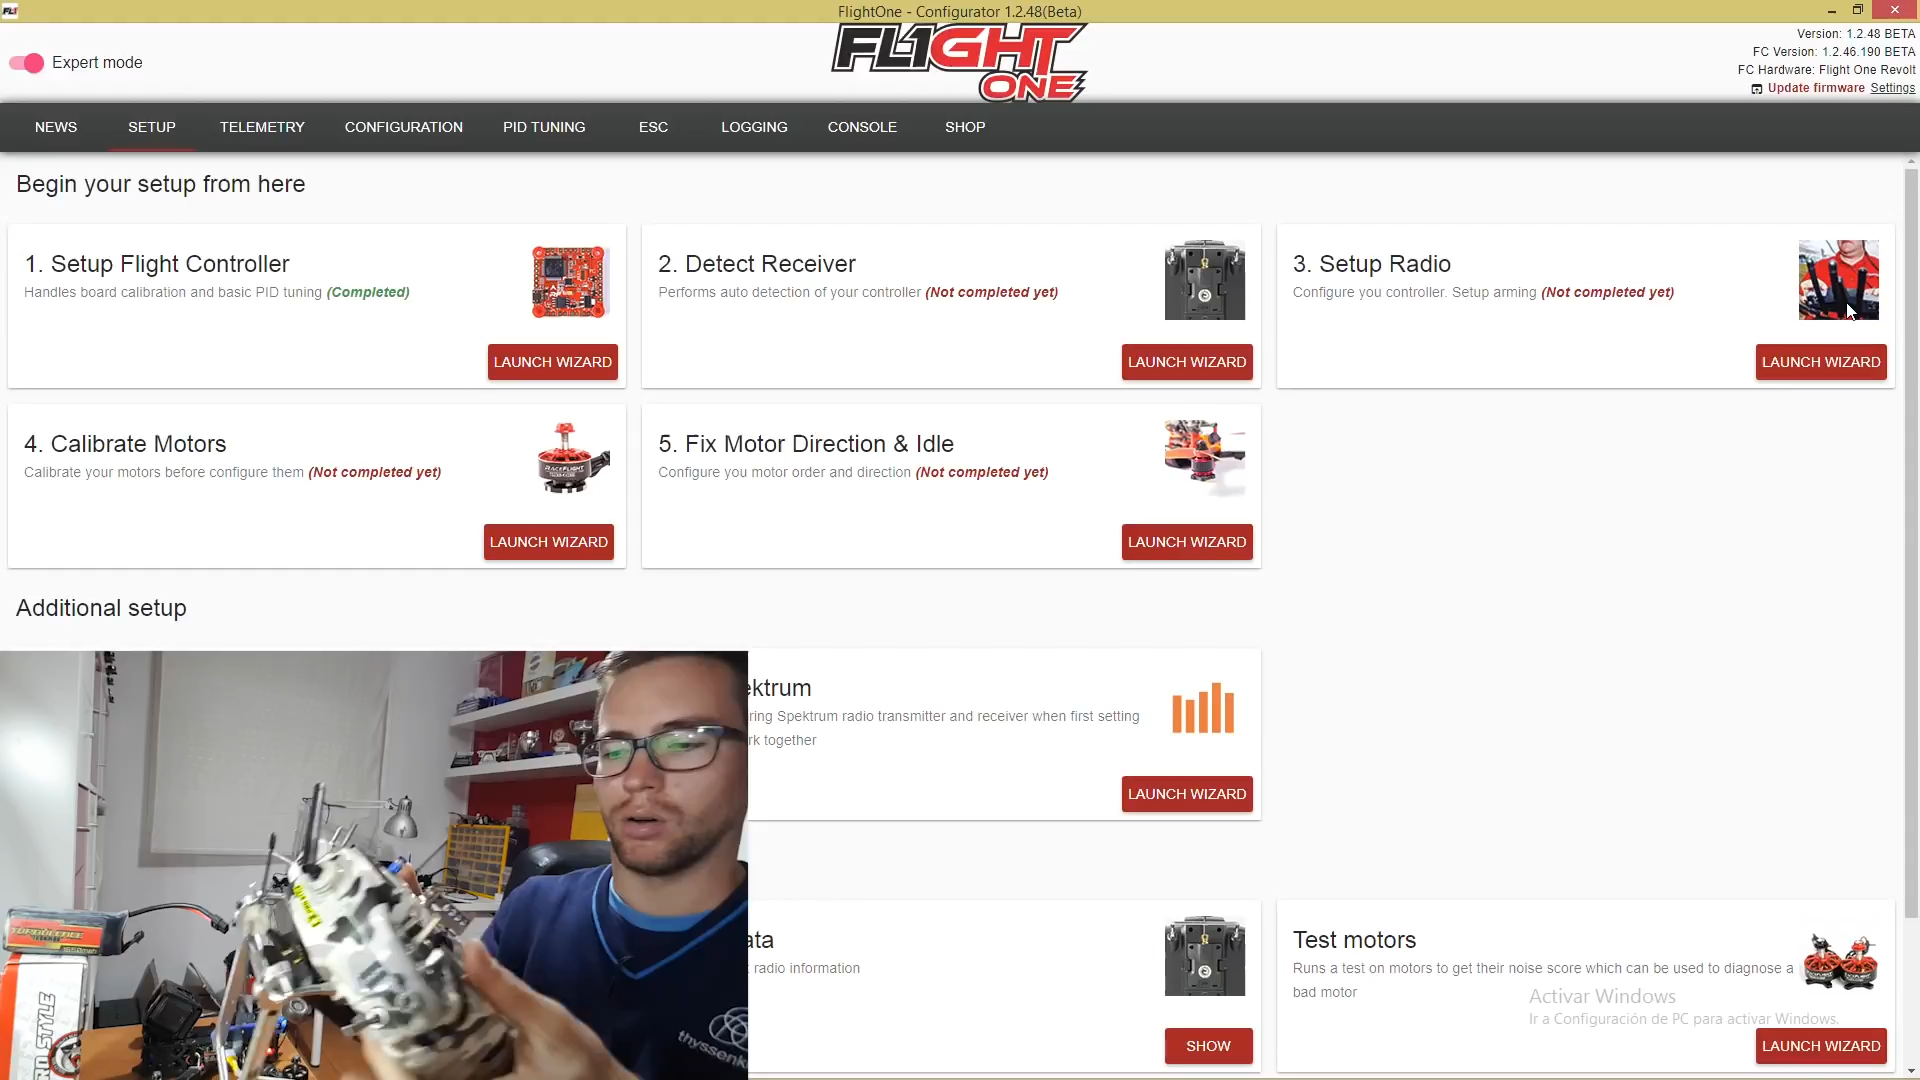 FlightOne - Configurator 1.2.48(Beta)
Expert mode
FL1GHT
ONE
Version: 1.2.48 BETA
FC Version: 1.2.46.190 BETA
FC Hardware: Flight One Revolt
Update firmware Settings
NEWS SETUP TELEMETRY CONFIGURATION PID TUNING ESC LOGGING CONSOLE SHOP
Begin your setup from here
1. Setup Flight Controller
Handles board calibration and basic PID tuning (Completed)
LAUNCH WIZARD
2. Detect Receiver
Performs auto detection of your controller (Not completed yet)
LAUNCH WIZARD
3. Setup Radio
Configure you controller. Setup arming (Not completed yet)
LAUNCH WIZARD
4. Calibrate Motors
Calibrate your motors before configure them (Not completed yet)
RACEFLIGHT
LAUNCH WIZARD
5. Fix Motor Direction & Idle
Configure you motor order and direction (Not completed yet)
LAUNCH WIZARD
Additional setup
ektrum
ring Spektrum radio transmitter and receiver when first setting
rk together
LAUNCH WIZARD
ata
radio information
SHOW
Test motors
Runs a test on motors to get their noise score which can be used to diagnose a
bad motor
LAUNCH WIZARD
Activar Windows
Ir a Configuración de PC para activar Windows.
TURBULENCE
STYLE
thyssenk